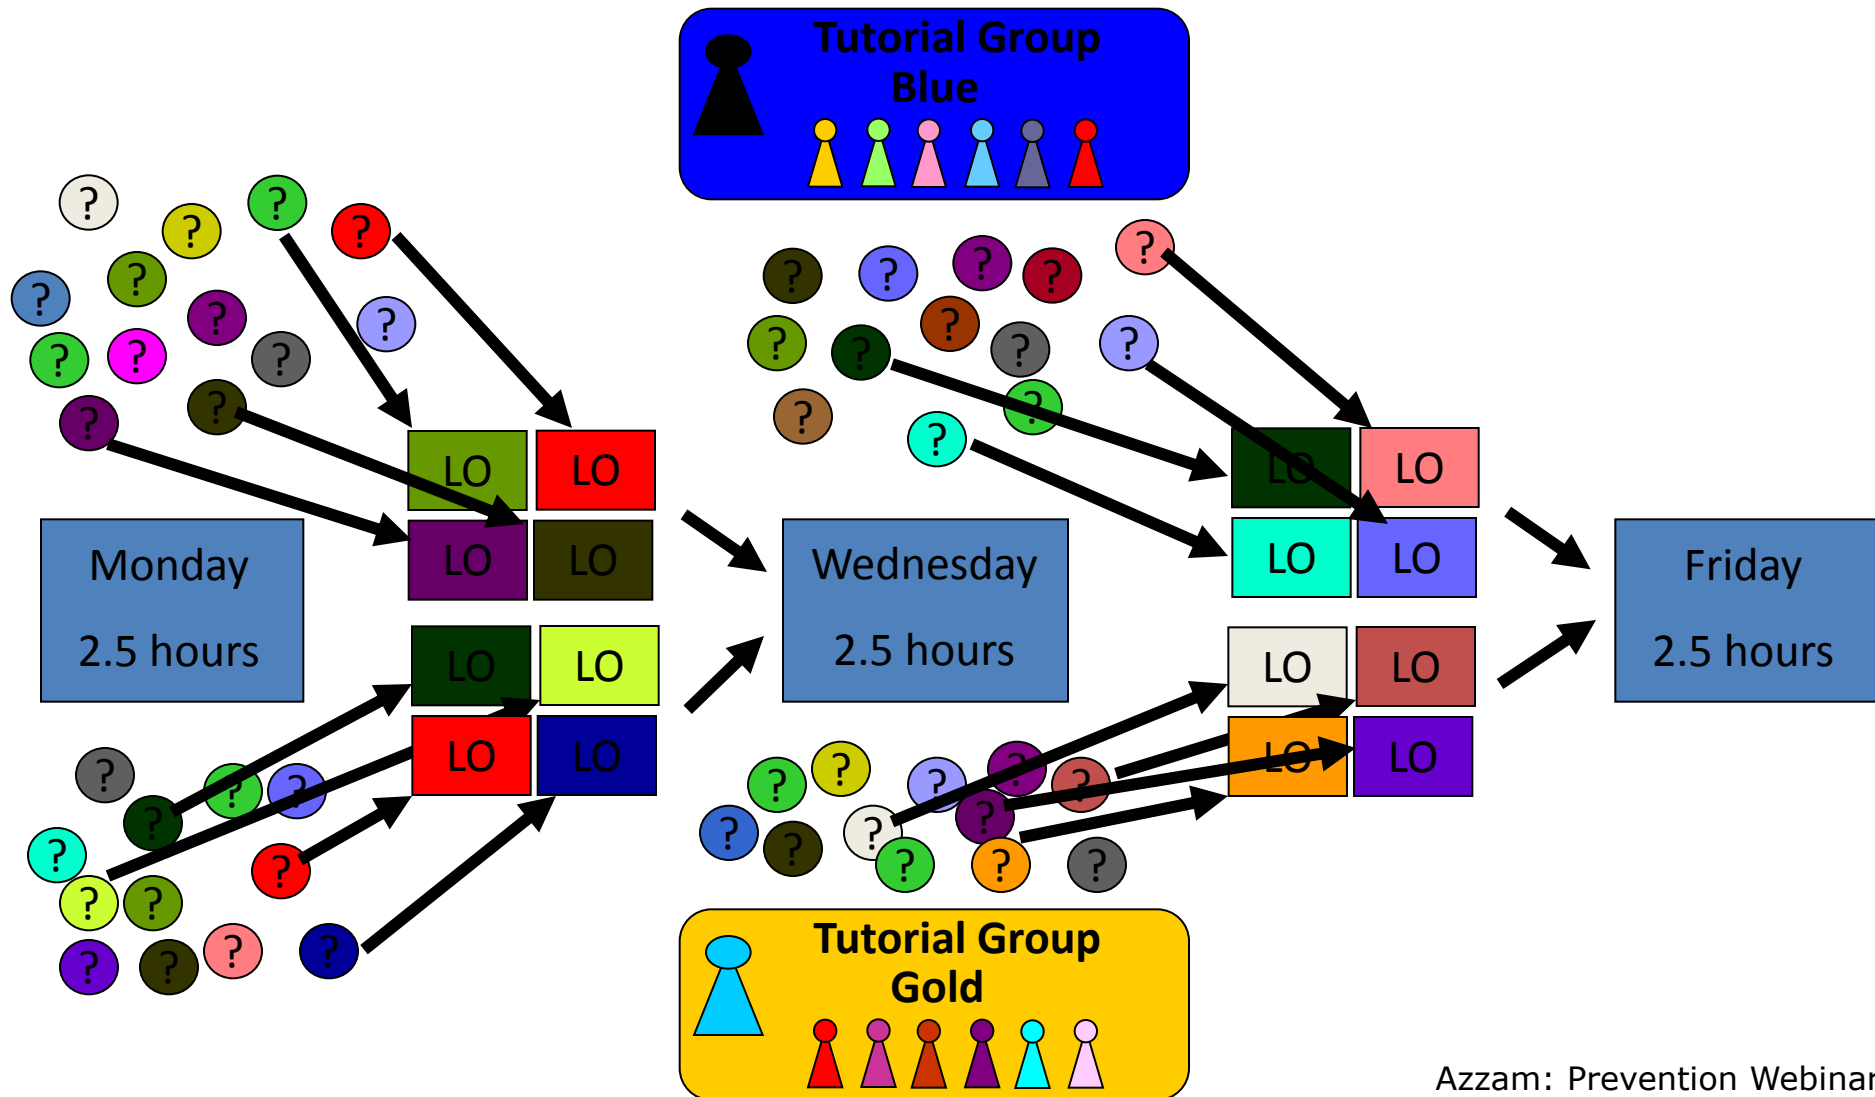 Tutorial Group
Blue
? ? ? ?
? ? ? ?
? ? ? ? ?
? ? ? ? ?
? ? ? ? ?
? ? ?
LO LO
LO LO
LO LO
LO LO
Monday
2.5 hours
Wednesday
2.5 hours
Friday
2.5 hours
LO LO
LO LO
LO LO
LO LO
? ? ? ?
? ? ? ?
? ? ? ?
? ? ? ? ?
? ? ? ?
? ? ?
Tutorial Group
Gold
Azzam: Prevention Webinar